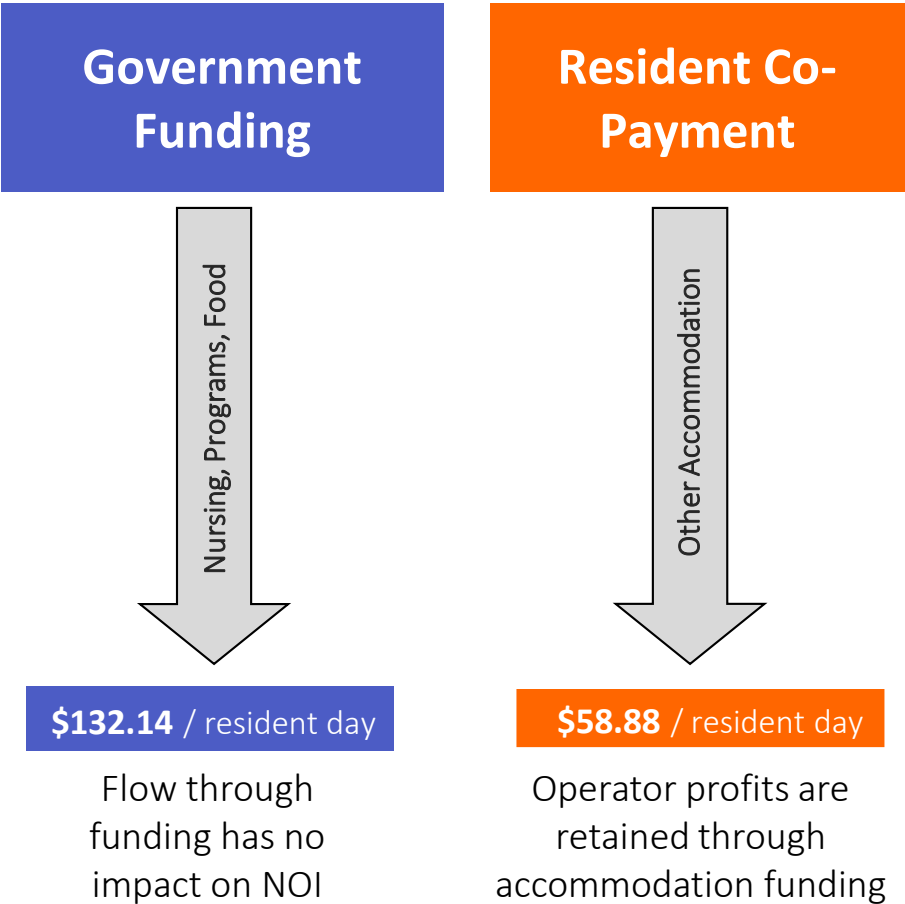 Government
Funding
Nursing, Programs, Food
$132.14 / resident day
Flow through
funding has no
impact on NOI
Resident Co-
Payment
Other Accommodation
$58.88 / resident day
Operator profits are
retained through
accommodation funding